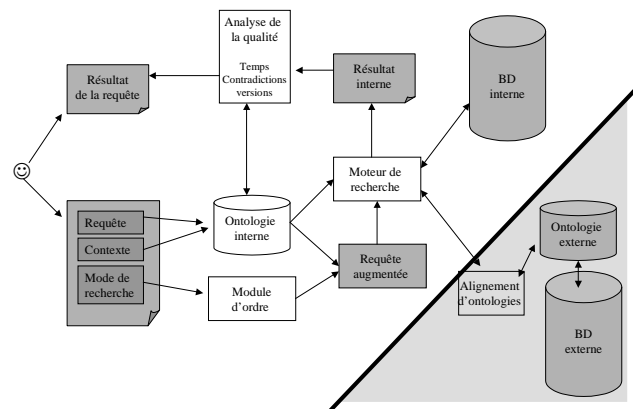 Analyse de
la qualité
Temps
Contradictions
versions
Résultat
de la requête
Résultat
interne
BD
interne
Moteur de
recherche
Requête
Contexte
Mode de
recherche
Ontologie
interne
Module
d'ordre
Requête
augmentée
Ontologie
externe
Alignement
d'ontologies
BD
externe